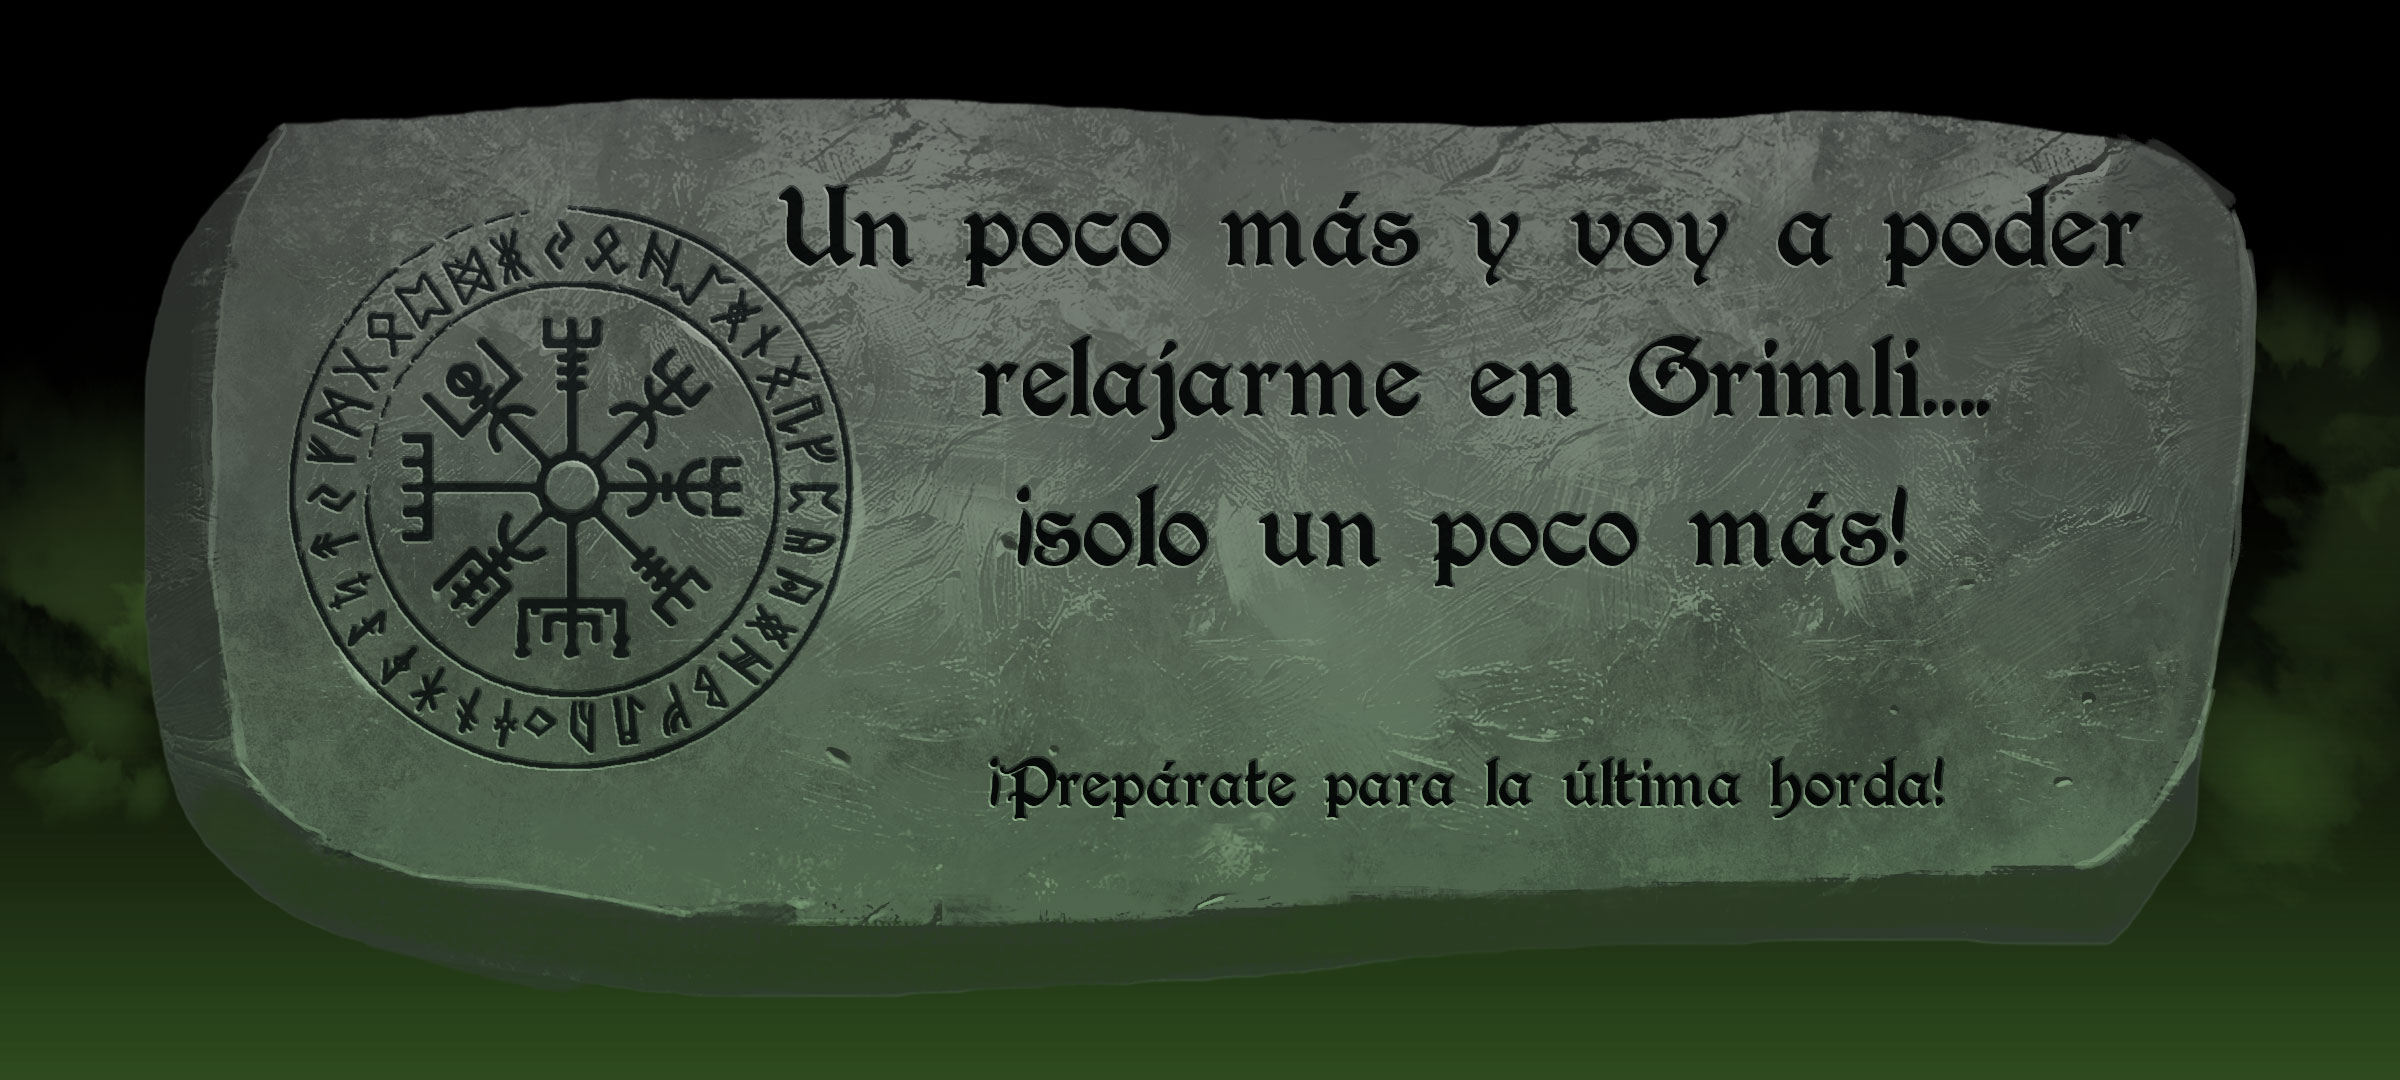 Un poco más y voy a poder
relajarme en Grimli....
¡solo un poco más!
¡Prepárate para la última horda!